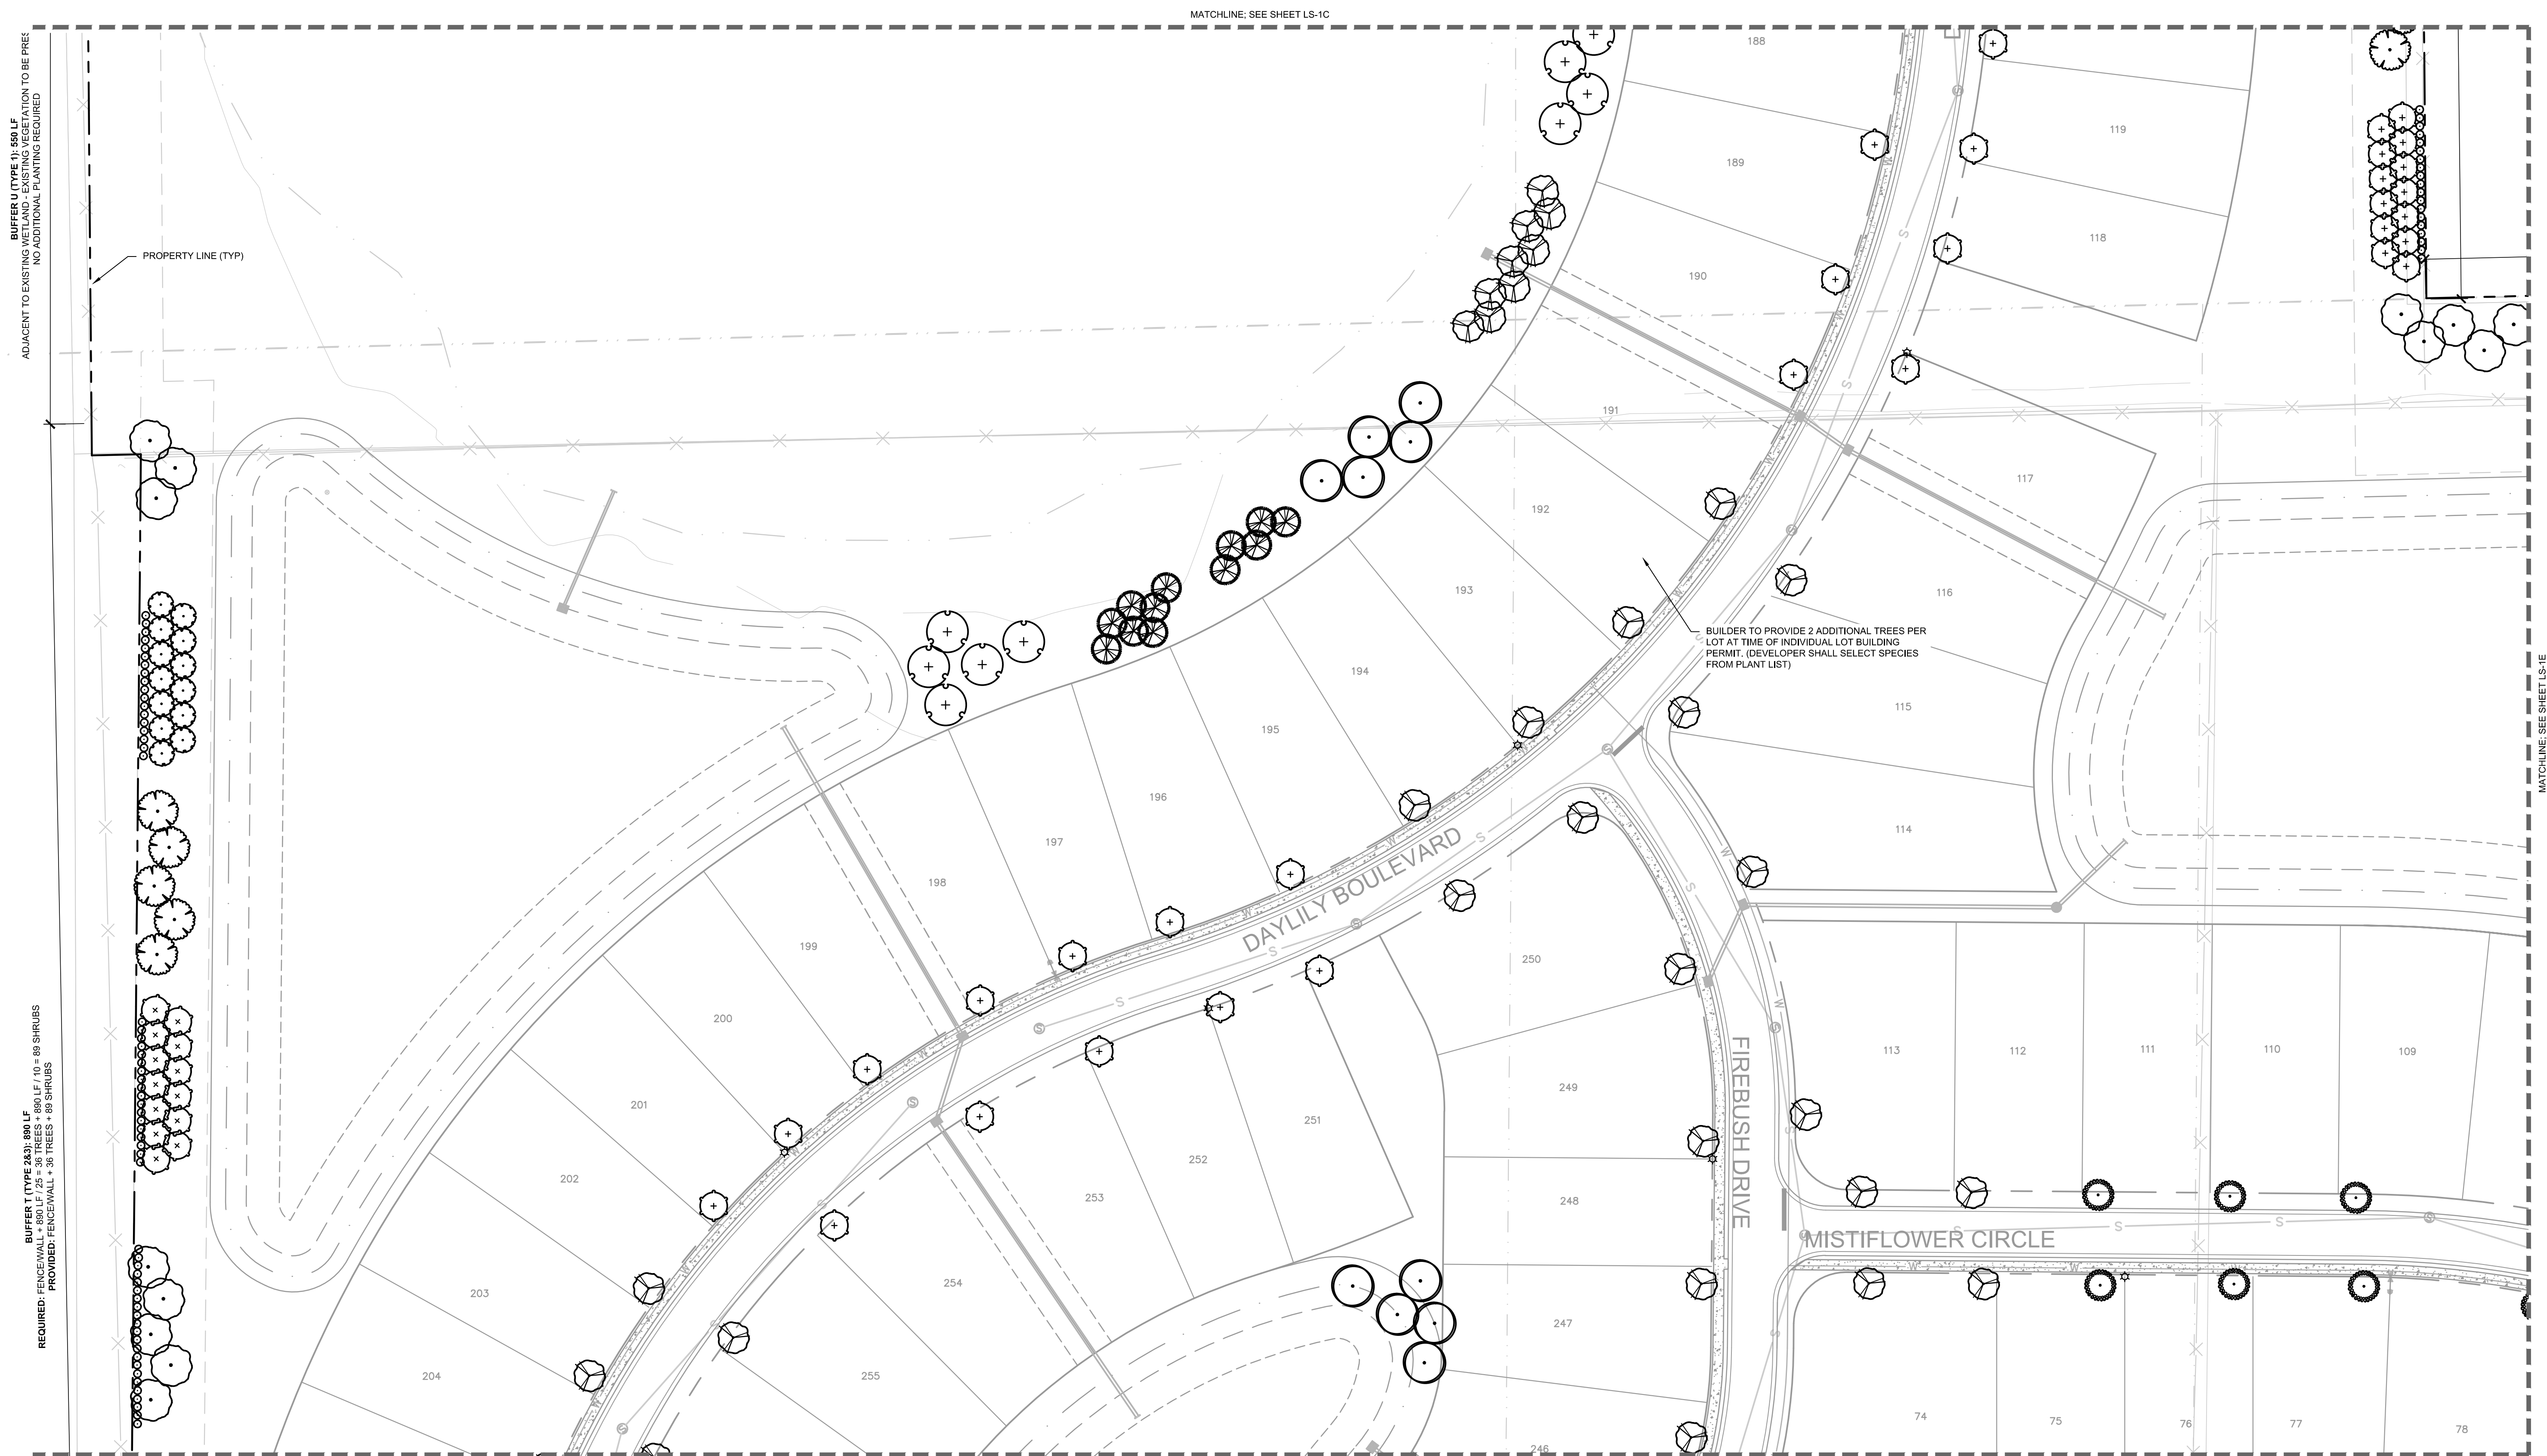 MATCHLINE; SEE SHEET LS-1C
BUFFER U (TYPE 1): 550 LF
ADJACENT TO EXISTING WETLAND - EXISTING VEGETATION TO BE PRES
NO ADDITIONAL PLANTING REQUIRED
PROPERTY LINE (TYP)
188
119
189
118
190
191
117
192
193
116
BUILDER TO PROVIDE 2 ADDITIONAL TREES PER
LOT AT TIME OF INDIVIDUAL LOT BUILDING
PERMIT. (DEVELOPER SHALL SELECT SPECIES
FROM PLANT LIST)
194
115
195
MATCHLINE; SEE SHEET LS-1E
196
114
197
DAYLILY BOULEVARD
198
199
250
200
113
112
111
110
109
249
FIREBUSH DRIVE
201
251
252
202
253
248
MISTIFLOWER CIRCLE
254
203
247
204
255
74
75
76
77
78
246
BUFFER T (TYPE 2&3): 890 LF
REQUIRED: FENCE/WALL + 890 LF / 25 = 36 TREES + 890 LF / 10 = 89 SHRUBS
PROVIDED: FENCE/WALL + 36 TREES + 89 SHRUBS
S
S
S
S
S
S
S
S
S
S
S
W
W
W
W
W
W
W
W
W
W